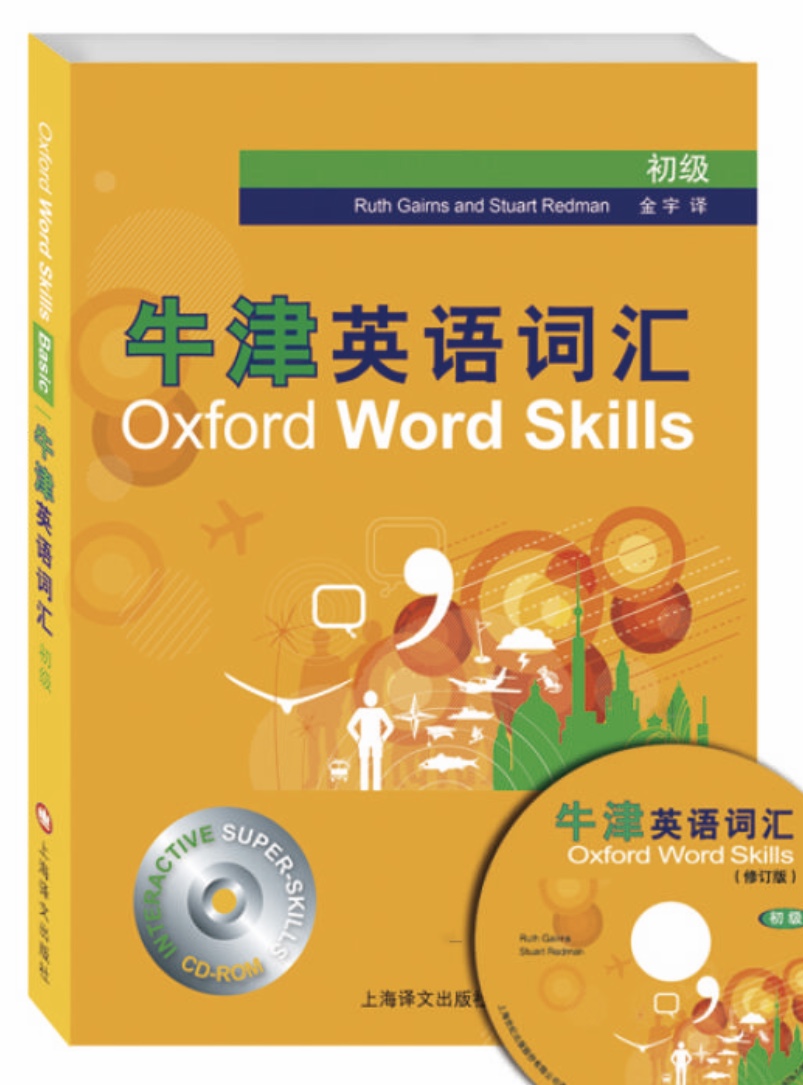 初级
Ruth Gairns and Stuart Redman 金宇 译
牛津英语词汇
Oxford Word Skills
INTERACTIVE SUPER-SKILLS
CD-ROM
上海译文出版社
Oxford Word Skills Basic 牛津英语词汇 初级
上海译文出版社
牛津英语词汇
Oxford Word Skills
(修订版)
初级
Ruth Gairns
Stuart Redman